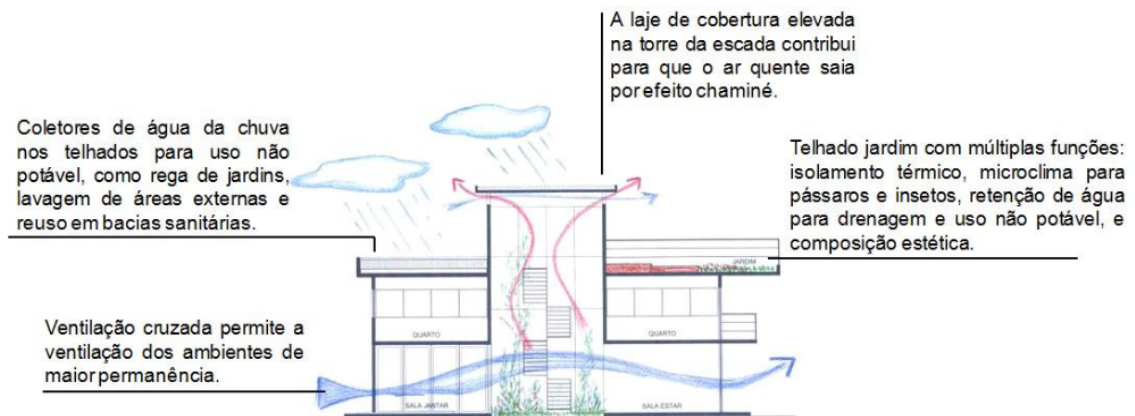 A laje de cobertura elevada
na torre da escada contribui
para que o ar quente saia
por efeito chaminé.
Coletores de água da chuva
nos telhados para uso não
potável, como rega de jardins,
lavagem de áreas externas e
reuso em bacias sanitárias.
Telhado jardim com múltiplas funções:
isolamento térmico, microclima para
pássaros e insetos, retenção de água
para drenagem e uso não potável, e
composição estética.
JARDIM
Ventilação cruzada permite a
ventilação dos ambientes de
maior permanência.
QUARTO
QUARTO
SALA JANTAR
SALA ESTAR